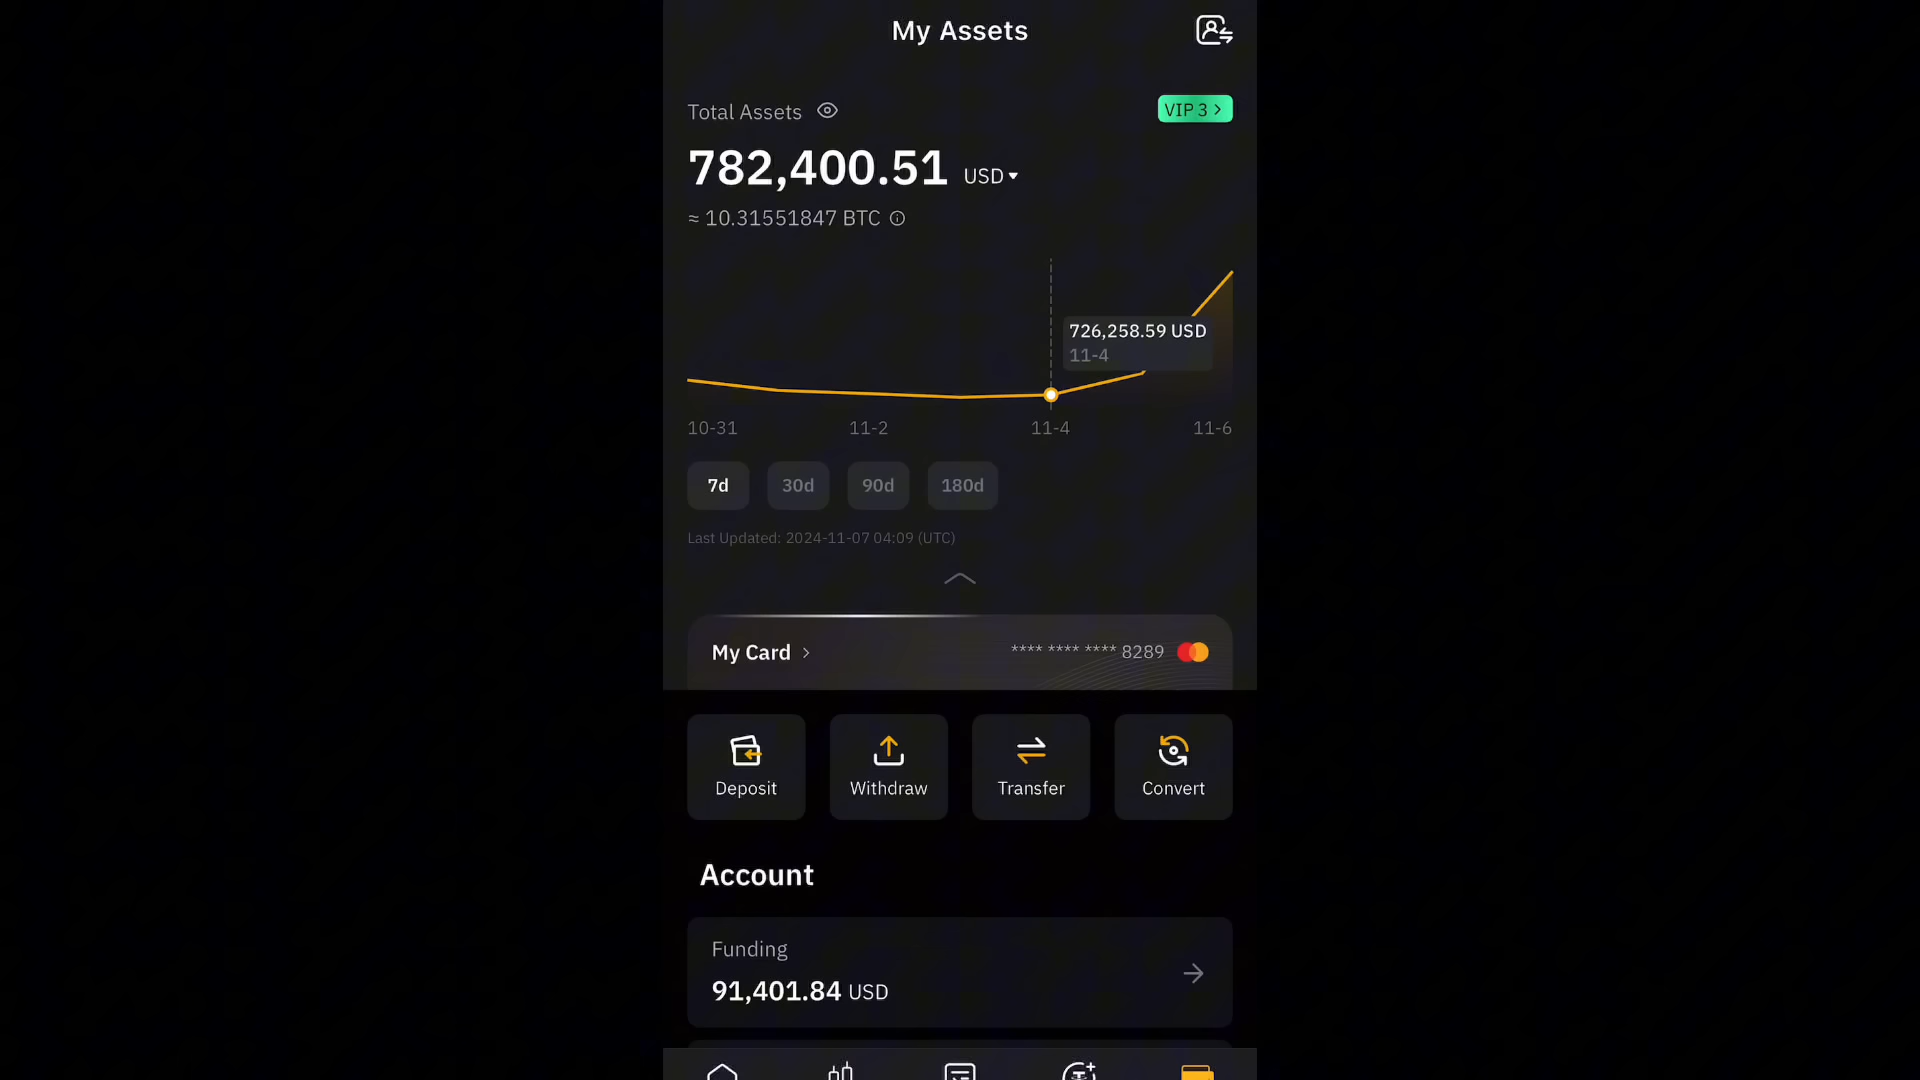 My Assets
Total Assets
VIP 3 >
782,400.51 USD
≈ 10.31551847 BTC
726,258.59 USD
11-4
10-31 11-2 11-4 11-6
7d 30d 90d 180d
Last Updated: 2024-11-07 04:09 (UTC)
My Card > **** **** **** 8289
Deposit Withdraw Transfer Convert
Account
Funding
91,401.84 USD